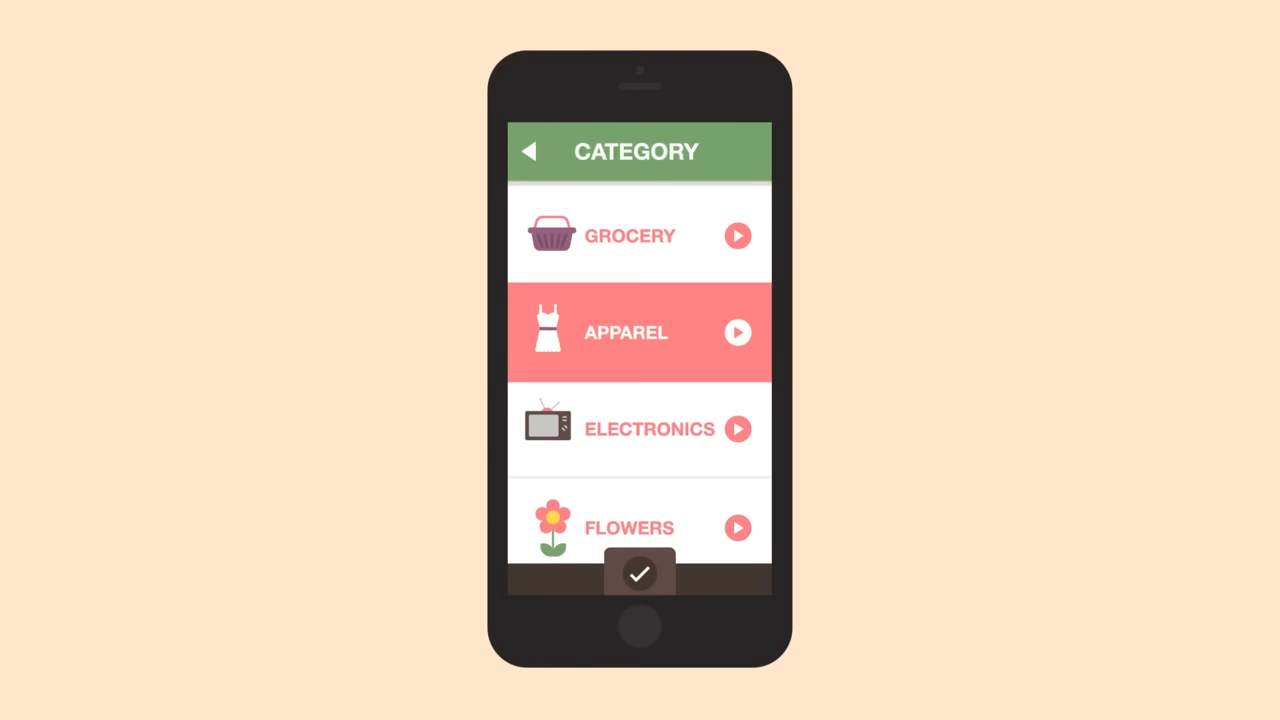 CATEGORY
GROCERY
APPAREL
ELECTRONICS
FLOWERS